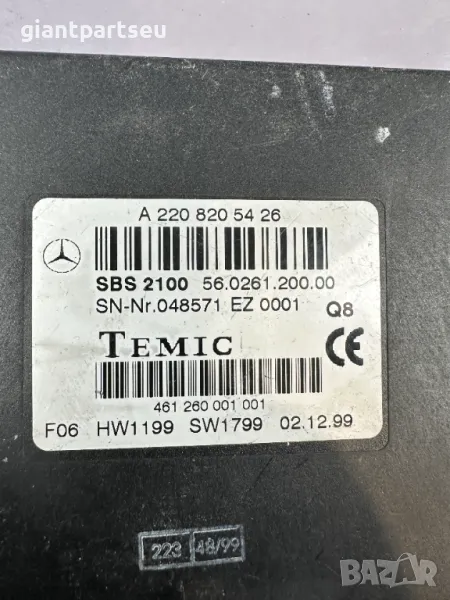 giantpartseu
A 220 820 54 26
SBS 2100 56.0261.200.00
SN-Nr.048571 EZ 0001 Q8
TEMIC CE
461 260 001 001
F06 HW1199 SW1799 02.12.99
223 48/99
BAZAR